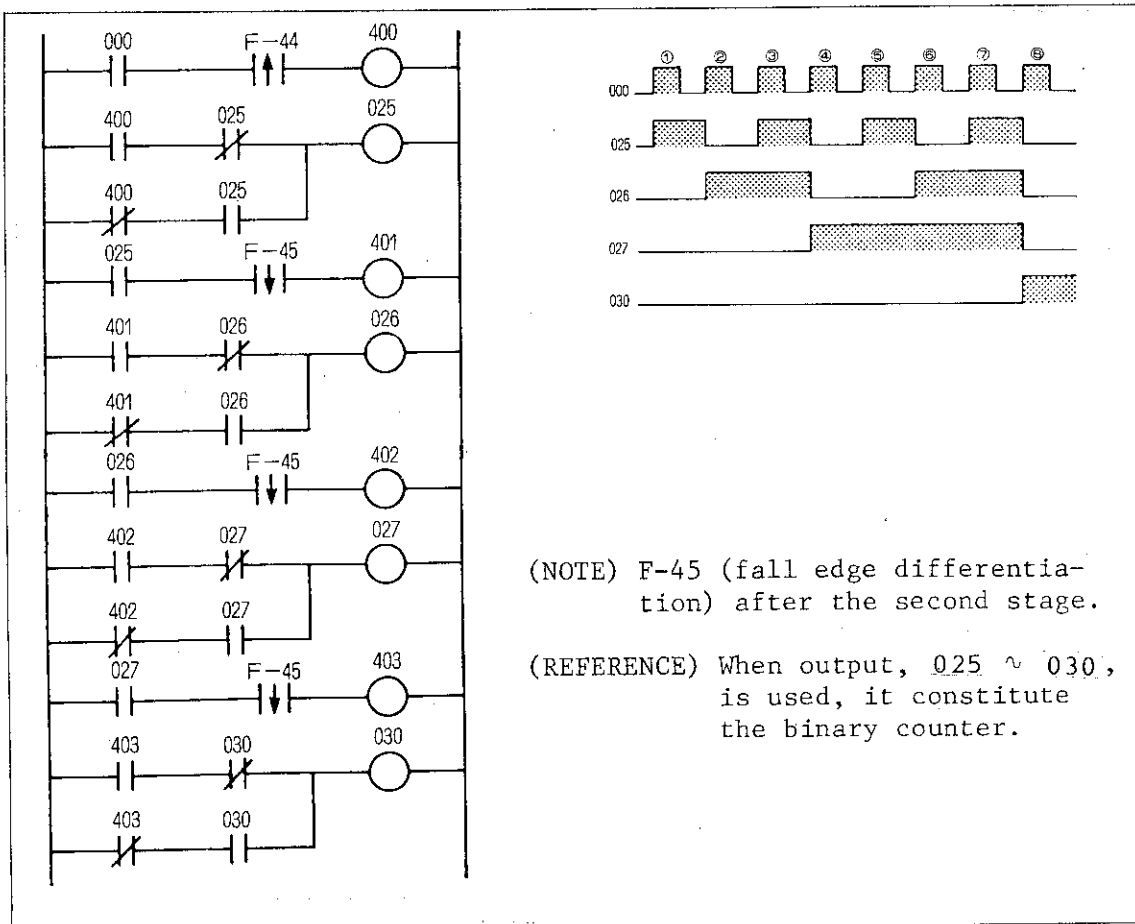 000 F-44 400
400 025 025
400 025
025 F-45 401
401 026 026
401 026
026 F-45 402
402 027 027
402 027
027 F-45 403
403 030 030
403 030
① ② ③ ④ ⑤ ⑥ ⑦ ⑧
000
025
026
027
030
(NOTE) F-45 (fall edge differentia-
tion) after the second stage.
(REFERENCE) When output, 025 ~ 030,
is used, it constitute
the binary counter.